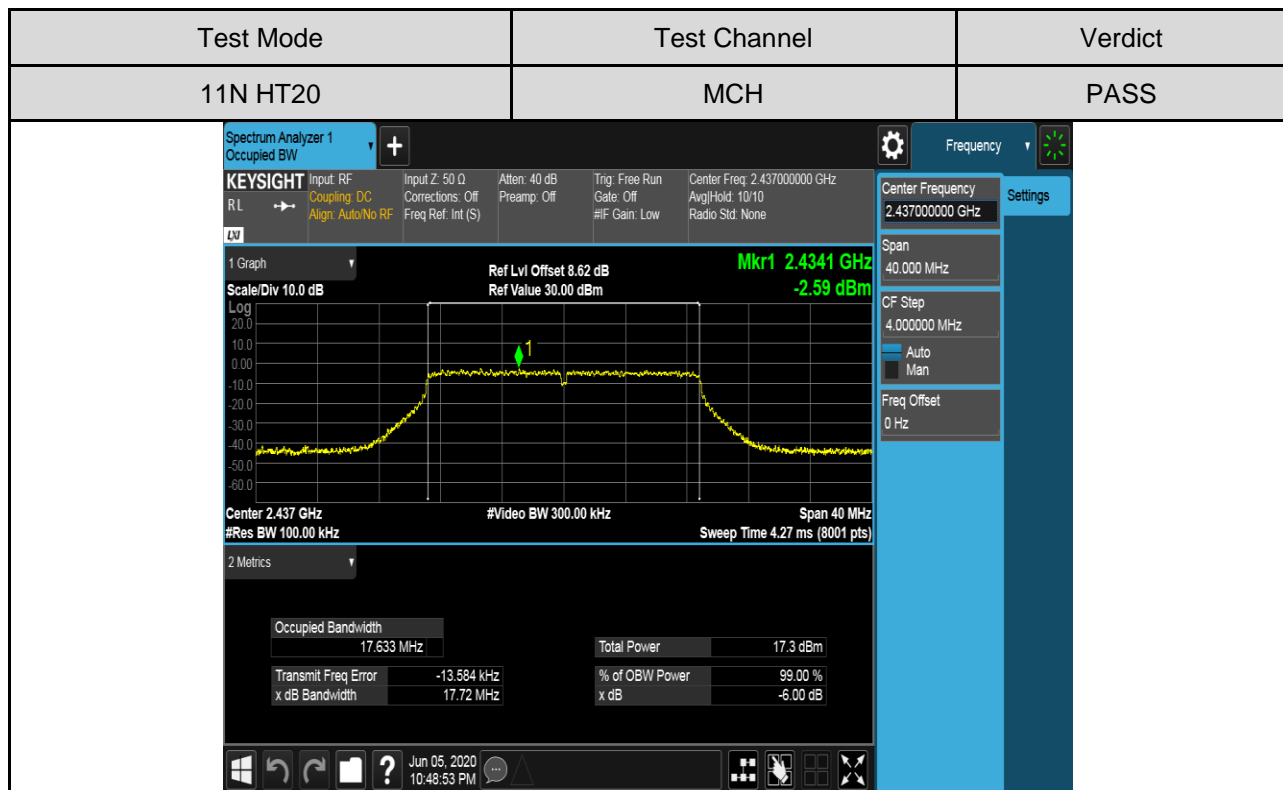 Test Mode Test Channel Verdict
11N HT20 MCH PASS
Spectrum Analyzer 1
Occupied BW
+
Frequency
KEYSIGHT Input: RF Input Z: 50 Ω Atten: 40 dB Trig: Free Run Center Freq: 2.437000000 GHz
RL Coupling: DC Corrections: Off Preamp: Off Gate: Off Avg|Hold: 10/10
Align: Auto/No RF Freq Ref: Int (S) #IF Gain: Low Radio Std: None
LXI
Center Frequency
2.437000000 GHz
Settings
Span
40.000 MHz
CF Step
4.000000 MHz
Auto
Man
Freq Offset
0 Hz
1 Graph Ref Lvl Offset 8.62 dB Mkr1 2.4341 GHz
Scale/Div 10.0 dB Ref Value 30.00 dBm -2.59 dBm
Log
20.0
10.0
1
0.00
-10.0
-20.0
-30.0
-40.0
-50.0
-60.0
Center 2.437 GHz #Video BW 300.00 kHz Span 40 MHz
#Res BW 100.00 kHz Sweep Time 4.27 ms (8001 pts)
2 Metrics
Occupied Bandwidth
17.633 MHz Total Power 17.3 dBm
Transmit Freq Error -13.584 kHz % of OBW Power 99.00 %
x dB Bandwidth 17.72 MHz x dB -6.00 dB
? Jun 05, 2020
10:48:53 PM